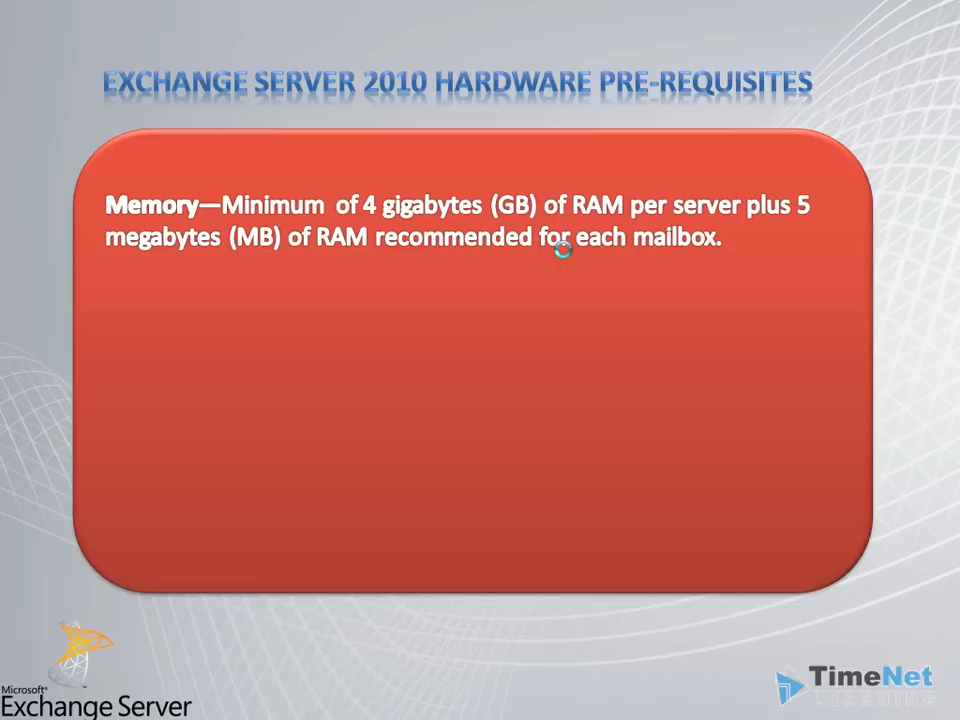 EXCHANGE SERVER 2010 HARDWARE PRE-REQUISITES
Memory—Minimum of 4 gigabytes (GB) of RAM per server plus 5
megabytes (MB) of RAM recommended for each mailbox.
Microsoft®
Exchange Server
TimeNet
LEARNING